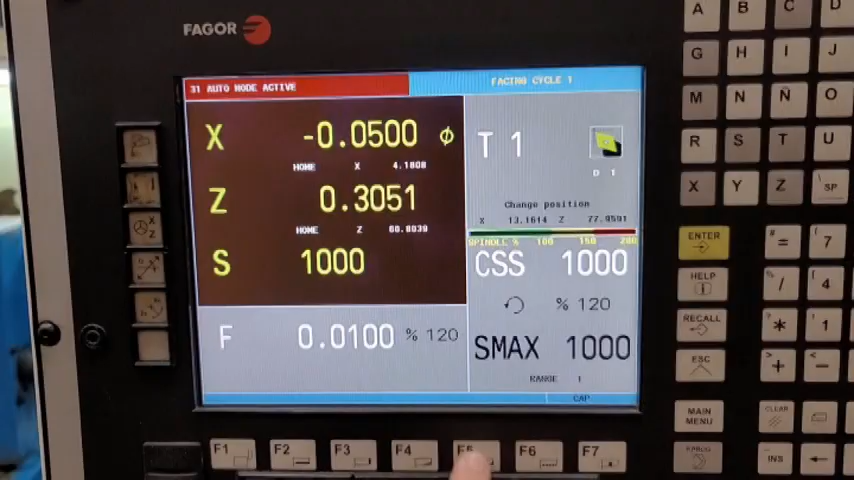 FAGOR
31 AUTO MODE ACTIVE
FACING CYCLE 1
X -0.0500 Ø
HOME X 4.1808
Z 0.3051
HOME Z
S 1000
F 0.0100 % 120
T 1
D 1
Change position
X 13.1614 Z 77.0591
SPINDLE % 100 150 200
CSS 1000
% 120
SMAX 1000
RANGE 1
CAP
F1
F2
F3
F4
F5
F6
F7
A B C D
G H I J
M N Ñ O
R S T U
X Y Z SP
ENTER
HELP
RECALL
ESC
MAIN
MENU
# =
( 7
% /
4
*
! 1
> +
< -
CLEAR
INS